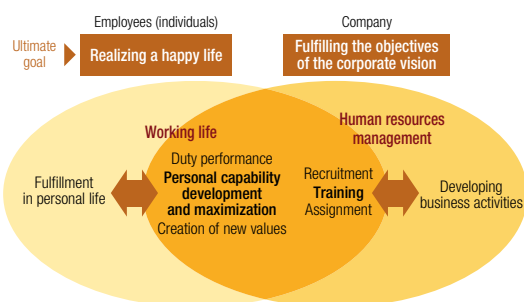 Employees (individuals)
Company
Ultimate
goal
Realizing a happy life
Fulfilling the objectives
of the corporate vision
Working life
Human resources
management
Fulfillment
in personal life
Duty performance
Personal capability
development
and maximization
Creation of new values
Recruitment
Training
Assignment
Developing
business activities